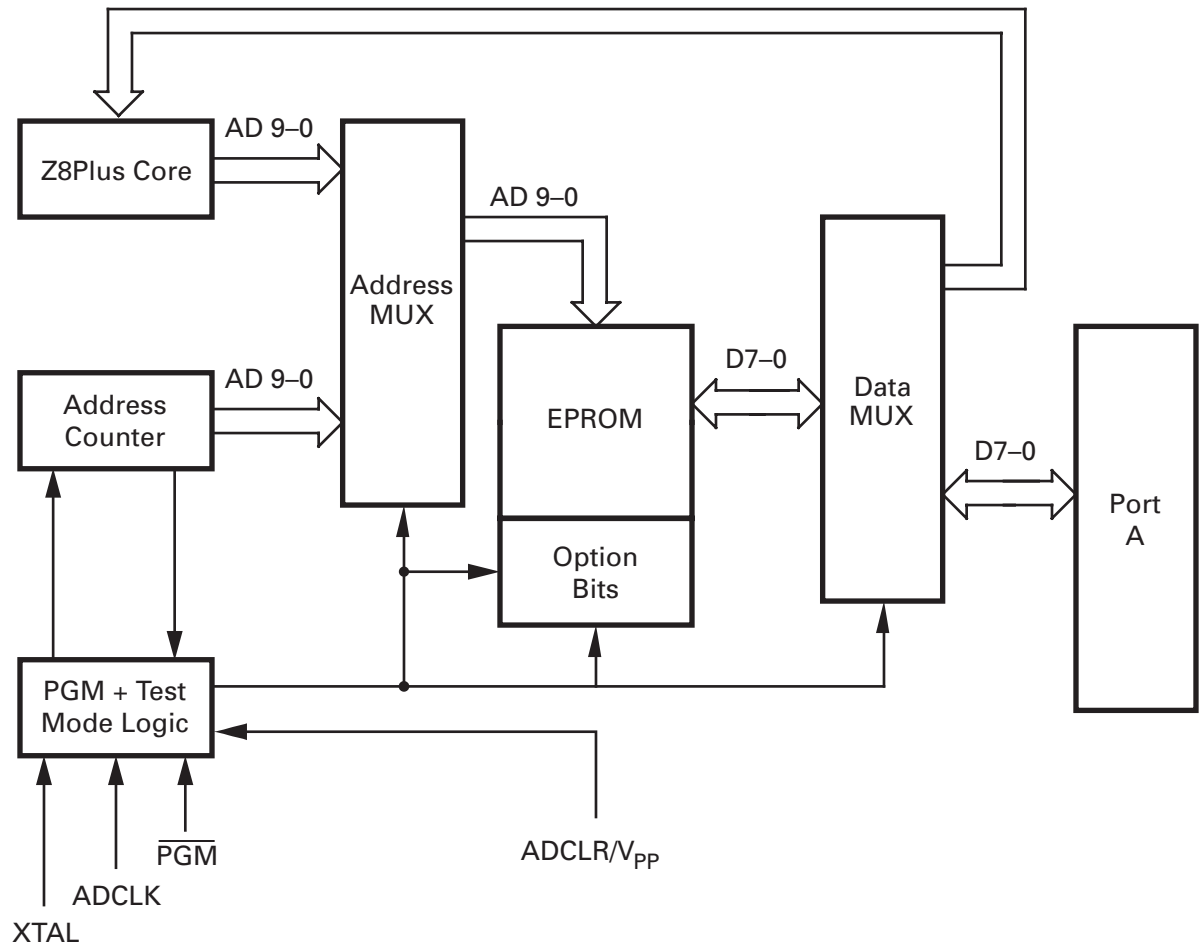 Z8Plus Core
AD 9–0
Address
MUX
AD 9–0
Address
Counter
AD 9–0
EPROM
Option
Bits
D7–0
Data
MUX
D7–0
Port
A
PGM + Test
Mode Logic
PGM
ADCLK
XTAL
ADCLR/VPP